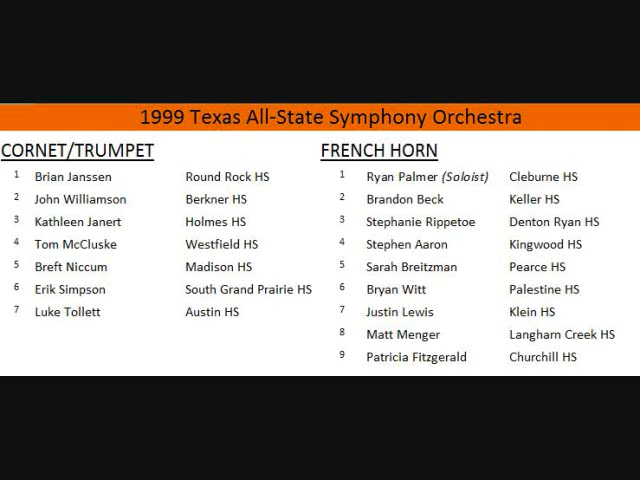 1999 Texas All-State Symphony Orchestra
CORNET/TRUMPET
1 Brian Janssen Round Rock HS
2 John Williamson Berkner HS
3 Kathleen Janert Holmes HS
4 Tom McCluske Westfield HS
5 Breft Niccum Madison HS
6 Erik Simpson South Grand Prairie HS
7 Luke Tollett Austin HS
FRENCH HORN
1 Ryan Palmer (Soloist) Cleburne HS
2 Brandon Beck Keller HS
3 Stephanie Rippetoe Denton Ryan HS
4 Stephen Aaron Kingwood HS
5 Sarah Breitzman Pearce HS
6 Bryan Witt Palestine HS
7 Justin Lewis Klein HS
8 Matt Menger Langharn Creek HS
9 Patricia Fitzgerald Churchill HS